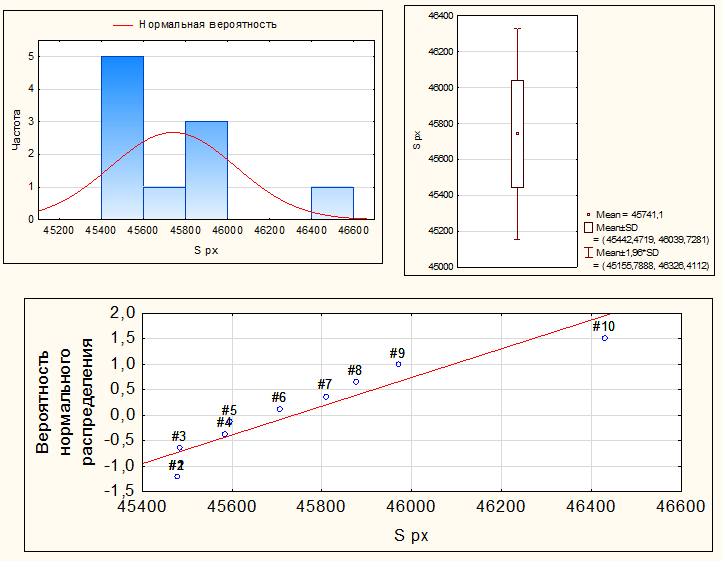 Нормальная вероятность
Частота
5
4
3
2
1
0
45200 45400 45600 45800 46000 46200 46400 46600
S px
46400
46200
46000
45800
45600
45400
45200
45000
S px
Mean = 45741,1
Mean±SD
= (45442,4719, 46039,7281)
Mean±1,96*SD
= (45155,7888, 46326,4112)
Вероятность
нормального
распределения
2,0
1,5
1,0
0,5
0,0
-0,5
-1,0
-1,5
#10
#9
#8
#7
#6
#5
#4
#3
#2
45400 45600 45800 46000 46200 46400 46600
S px